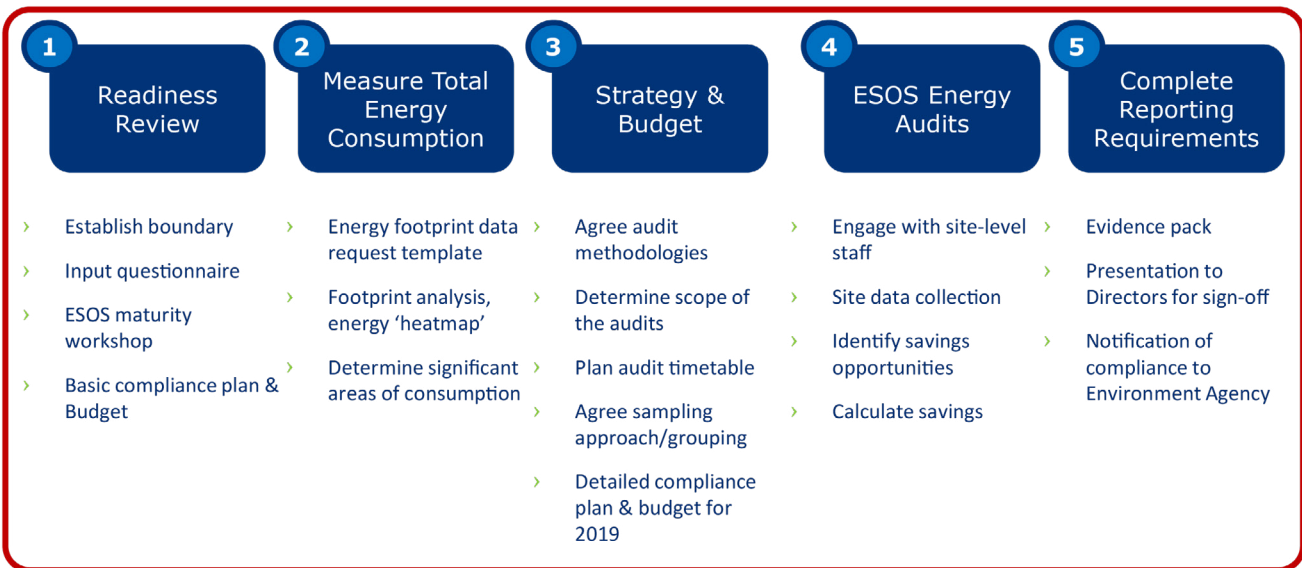 1
Readiness
Review
› Establish boundary
› Input questionnaire
› ESOS maturity
workshop
› Basic compliance plan &
Budget
2
Measure Total
Energy
Consumption
› Energy footprint data
request template
› Footprint analysis,
energy ‘heatmap’
› Determine significant
areas of consumption
3
Strategy &
Budget
› Agree audit
methodologies
› Determine scope of
the audits
› Plan audit timetable
› Agree sampling
approach/grouping
› Detailed compliance
plan & budget for
2019
4
ESOS Energy
Audits
› Engage with site-level
staff
› Site data collection
› Identify savings
opportunities
› Calculate savings
5
Complete
Reporting
Requirements
› Evidence pack
› Presentation to
Directors for sign-off
› Notification of
compliance to
Environment Agency